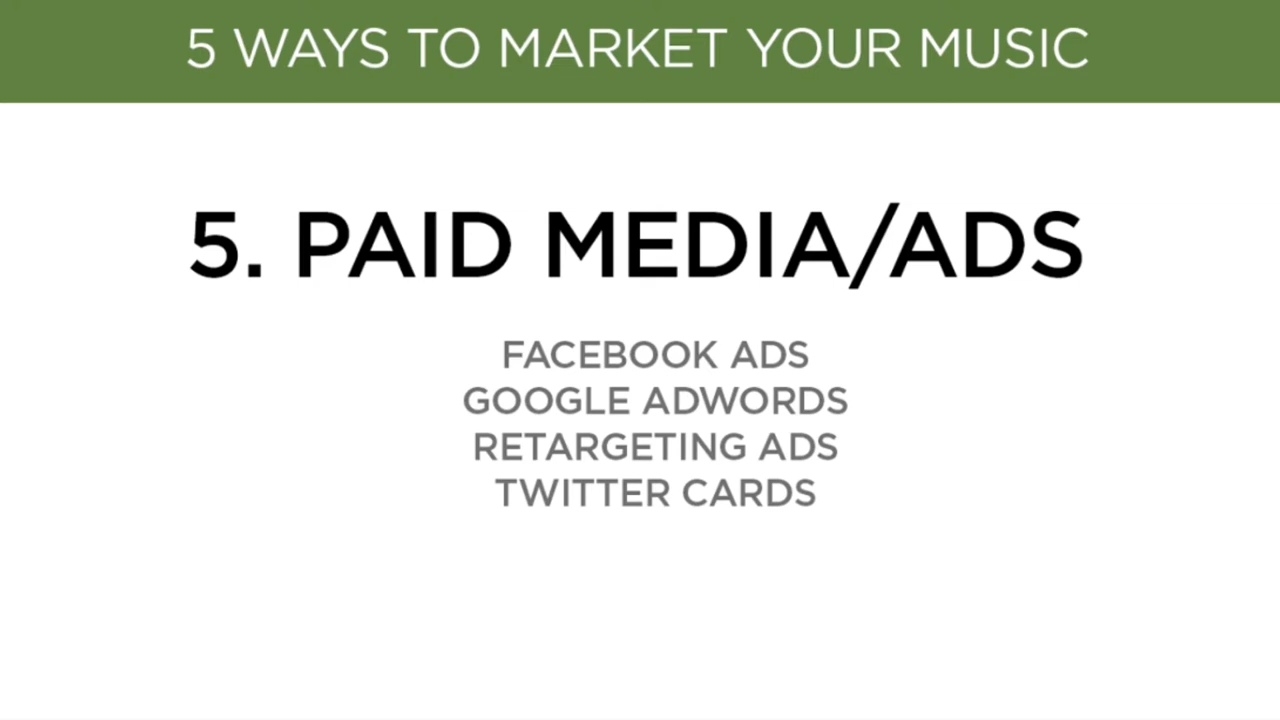 5 WAYS TO MARKET YOUR MUSIC
5. PAID MEDIA/ADS
FACEBOOK ADS
GOOGLE ADWORDS
RETARGETING ADS
TWITTER CARDS